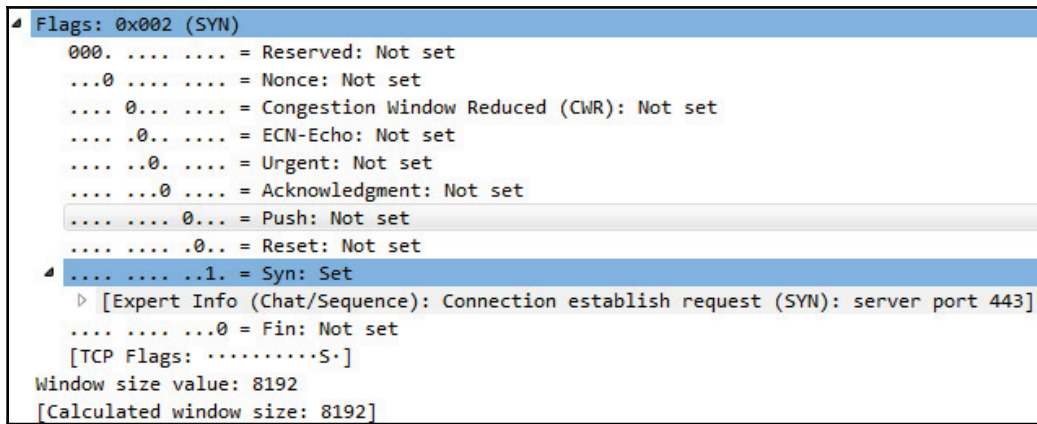 Flags: 0x002 (SYN)
000. .... .... = Reserved: Not set
...0 .... .... = Nonce: Not set
.... 0... .... = Congestion Window Reduced (CWR): Not set
.... .0.. .... = ECN-Echo: Not set
.... ..0. .... = Urgent: Not set
.... ...0 .... = Acknowledgment: Not set
.... .... 0... = Push: Not set
.... .... .0.. = Reset: Not set
.... .... ..1. = Syn: Set
[Expert Info (Chat/Sequence): Connection establish request (SYN): server port 443]
.... .... ...0 = Fin: Not set
[TCP Flags: ··········S·]
Window size value: 8192
[Calculated window size: 8192]